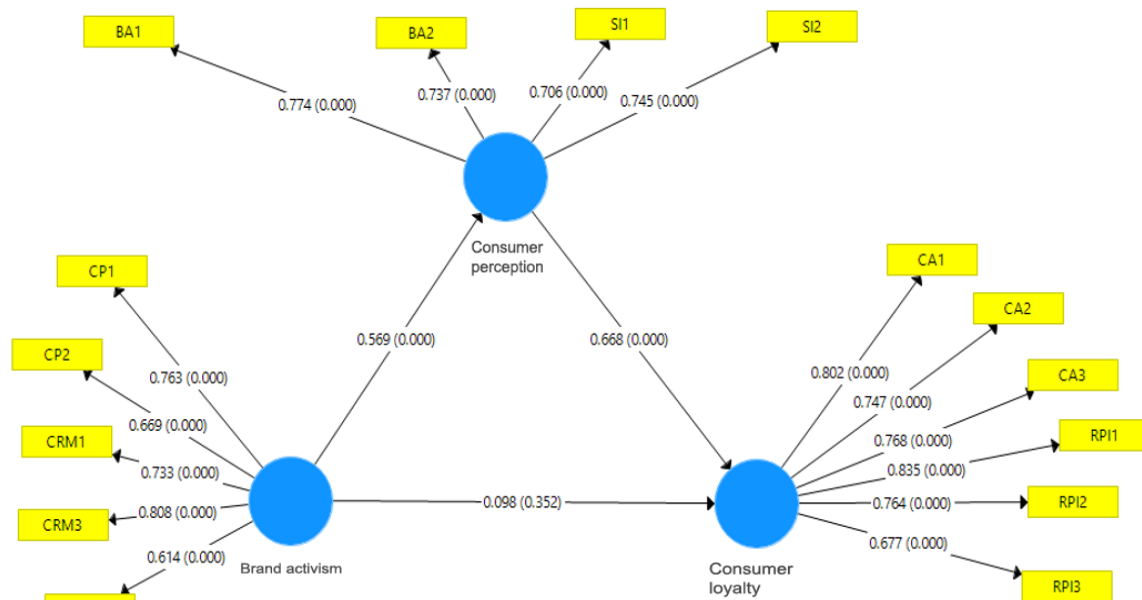 BA1
BA2
SI1
SI2
0.774 (0.000)
0.737 (0.000)
0.706 (0.000)
0.745 (0.000)
Consumer
perception
CP1
CP2
CRM1
CRM3
0.763 (0.000)
0.669 (0.000)
0.733 (0.000)
0.808 (0.000)
0.614 (0.000)
Brand activism
0.569 (0.000)
0.668 (0.000)
0.098 (0.352)
Consumer
loyalty
0.802 (0.000)
0.747 (0.000)
0.768 (0.000)
0.835 (0.000)
0.764 (0.000)
0.677 (0.000)
CA1
CA2
CA3
RPI1
RPI2
RPI3